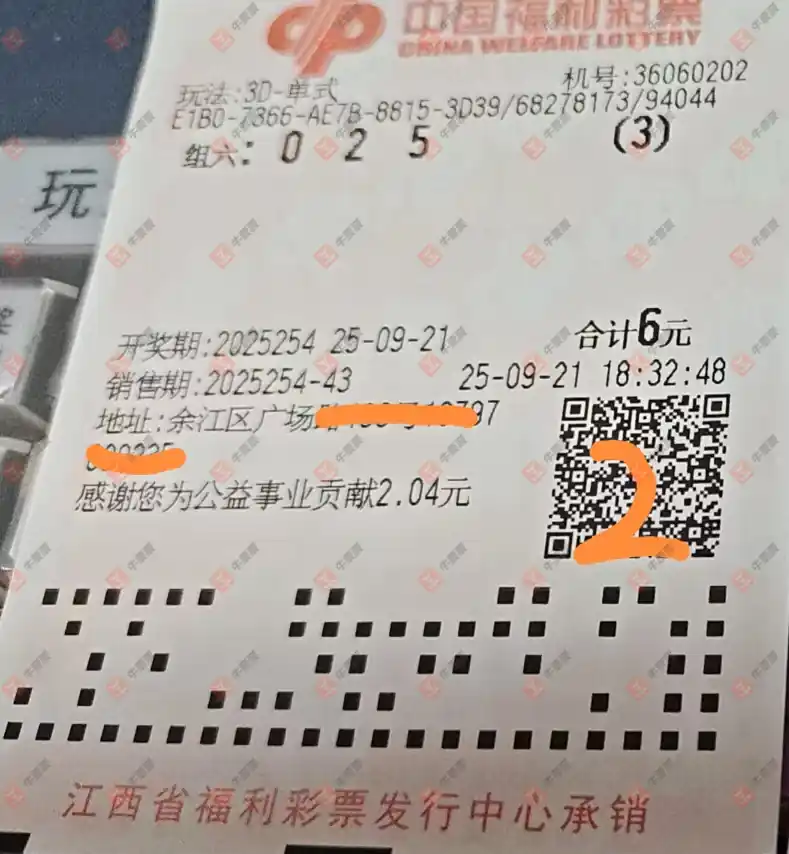 中国福利彩票
CHINA WELFARE LOTTERY
玩法:3D-单式 机号:36060202
E1B0-7366-AE7B-8815-3D39/68278173/94044
组六: 0 2 5 (3)
玩
开奖期:2025254 25-09-21 合计6元
销售期:2025254-43 25-09-21 18:32:48
地址:余江区广场
97
2
感谢您为公益事业贡献2.04元
江西省福利彩票发行中心承销